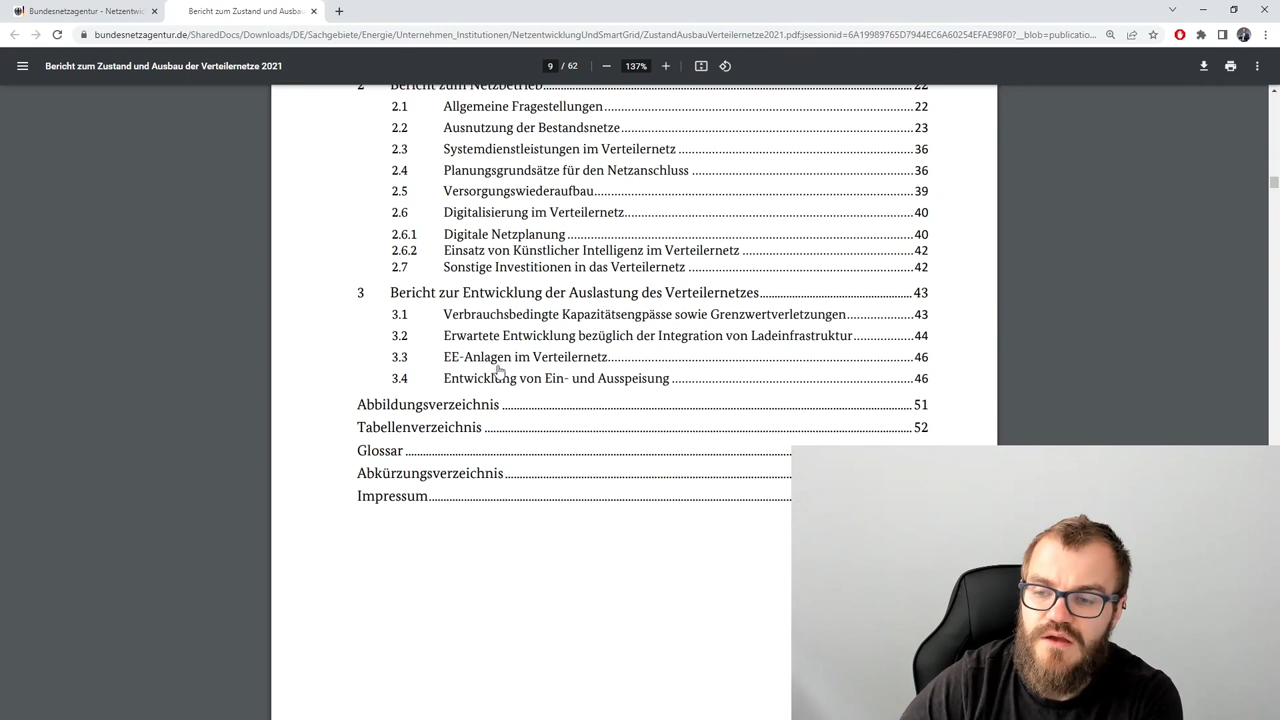 Bundesnetzagentur - Netzentwic
Bericht zum Zustand und Ausbau
bundesnetzagentur.de/SharedDocs/Downloads/DE/Sachgebiete/Energie/Unternehmen_Institutionen/NetzentwicklungUndSmartGrid/ZustandAusbauVerteilernetze2021.pdf;jsessionid=6A19989765D7944EC6A60254EFAE98F0?__blob=publicatio...
Bericht zum Zustand und Ausbau der Verteilernetze 2021
9 / 62
137%
2 Bericht zum Netzbetrieb 22
2.1 Allgemeine Fragestellungen 22
2.2 Ausnutzung der Bestandsnetze 23
2.3 Systemdienstleistungen im Verteilernetz 36
2.4 Planungsgrundsätze für den Netzanschluss 36
2.5 Versorgungswiederaufbau 39
2.6 Digitalisierung im Verteilernetz 40
2.6.1 Digitale Netzplanung 40
2.6.2 Einsatz von Künstlicher Intelligenz im Verteilernetz 42
2.7 Sonstige Investitionen in das Verteilernetz 42
3 Bericht zur Entwicklung der Auslastung des Verteilernetzes 43
3.1 Verbrauchsbedingte Kapazitätsengpässe sowie Grenzwertverletzungen 43
3.2 Erwartete Entwicklung bezüglich der Integration von Ladeinfrastruktur 44
3.3 EE-Anlagen im Verteilernetz 46
3.4 Entwicklung von Ein- und Ausspeisung 46
Abbildungsverzeichnis 51
Tabellenverzeichnis 52
Glossar
Abkürzungsverzeichnis
Impressum